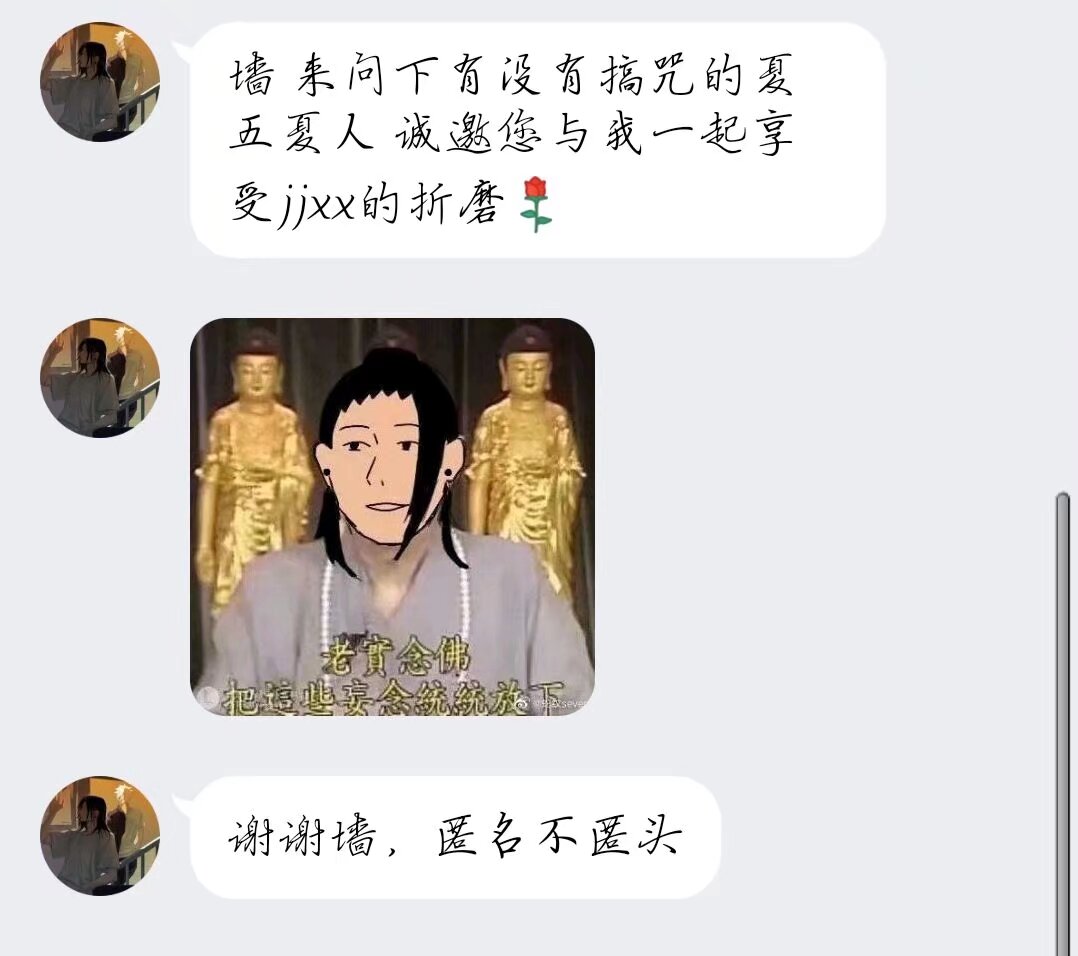 墙 来问下有没有搞咒的夏
五夏人 诚邀您与我一起享
受jjxx的折磨🌹
老實念佛
把這些妄念統統放下
谢谢墙，匿名不匿头